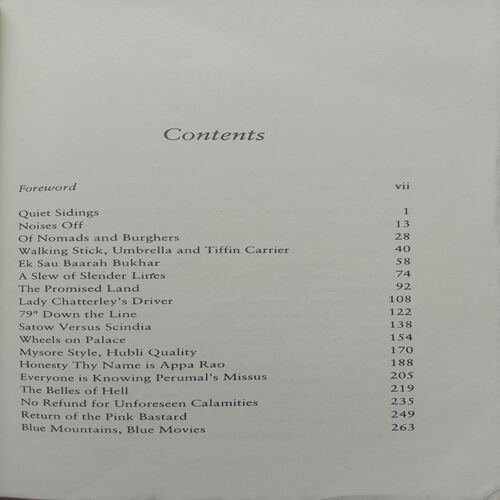 Contents
Foreword vii
Quiet Sidings 1
Noises Off 13
Of Nomads and Burghers 28
Walking Stick, Umbrella and Tiffin Carrier 40
Ek Sau Baarah Bukhar 58
A Slew of Slender Lines 74
The Promised Land 92
Lady Chatterley's Driver 108
79° Down the Line 122
Satow Versus Scindia 138
Wheels on Palace 154
Mysore Style, Hubli Quality 170
Honesty Thy Name is Appa Rao 188
Everyone is Knowing Perumal's Missus 205
The Belles of Hell 219
No Refund for Unforeseen Calamities 235
Return of the Pink Bastard 249
Blue Mountains, Blue Movies 263